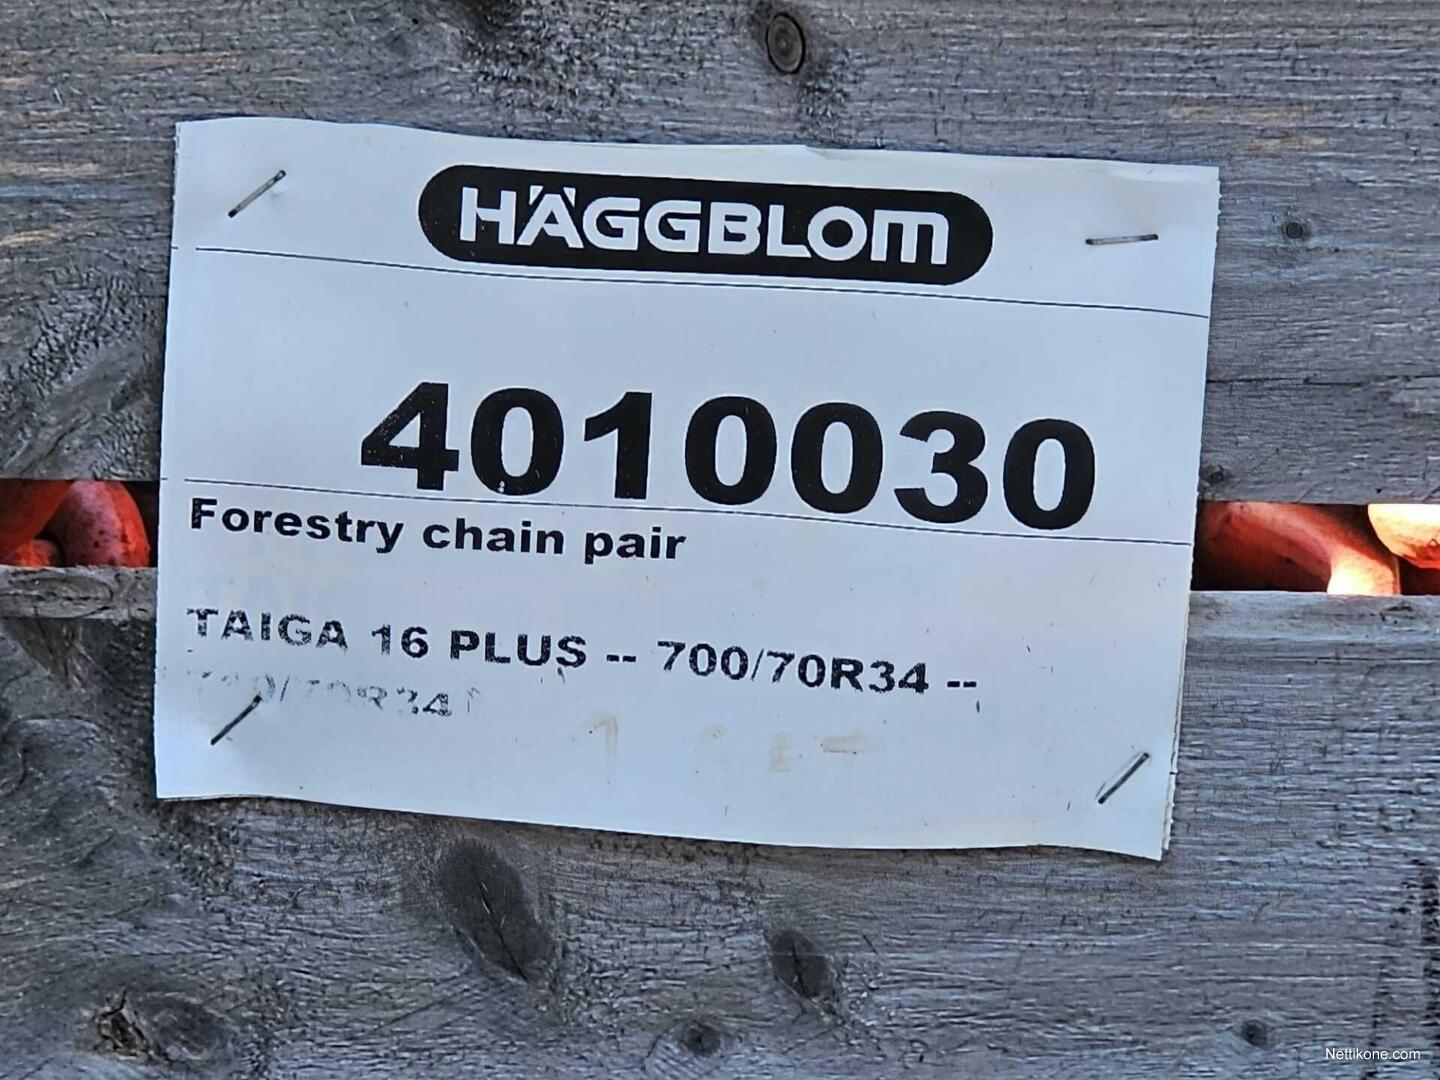 HÄGGBLOM
4010030
Forestry chain pair
TAIGA 16 PLUS -- 700/70R34 --
Nettikone.com